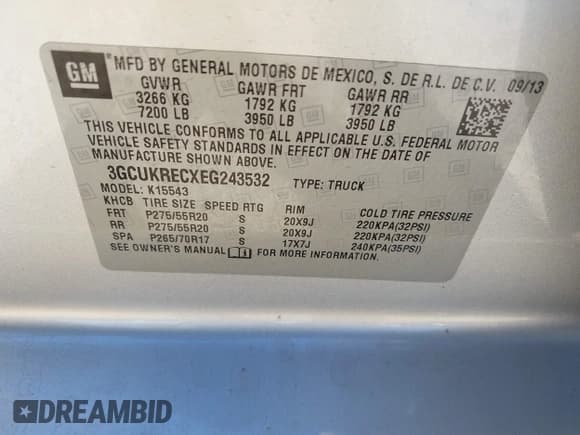 GM ® MFD BY GENERAL MOTORS DE MEXICO, S. DE R.L. DE C.V. 09/13
GVWR GAWR FRT GAWR RR
3266 KG 1792 KG 1792 KG
7200 LB 3950 LB 3950 LB
THIS VEHICLE CONFORMS TO ALL APPLICABLE U.S. FEDERAL MOTOR
VEHICLE SAFETY STANDARDS IN EFFECT ON THE DATE OF
MANUFACTURE SHOWN ABOVE.
3GCUKRECXEG243532 TYPE: TRUCK
MODEL: K15543
KHCB TIRE SIZE SPEED RTG RIM COLD TIRE PRESSURE
FRT P275/55R20 S 20X9J 220KPA(32PSI)
RR P275/55R20 S 20X9J 220KPA(32PSI)
SPA P265/70R17 S 17X7J 240KPA(35PSI)
SEE OWNER'S MANUAL FOR MORE INFORMATION.
DREAMBID